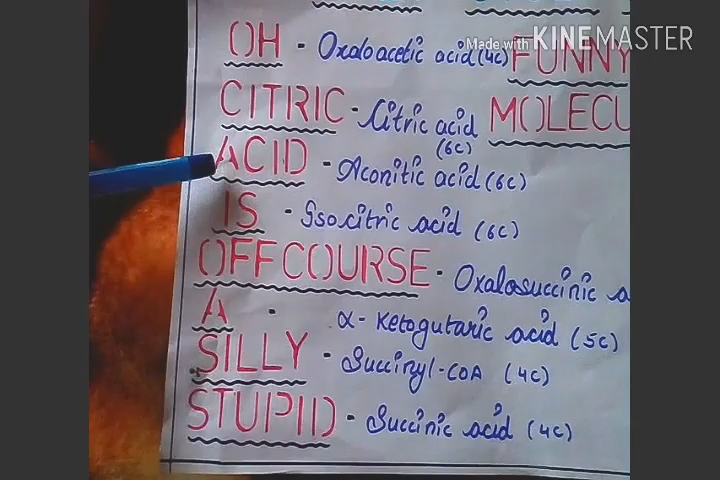 Made with KINEMASTER
OH - Oxaloacetic acid (4c) FUNNY
CITRIC - Citric acid (6c) MOLECU
ACID - Aconitic acid (6c)
IS - Isocitric acid (6c)
OFFCOURSE - Oxalosuccinic a
A - α-Ketogutaric acid (5c)
SILLY - Succinyl-COA (4c)
STUPID - Succinic acid (4c)